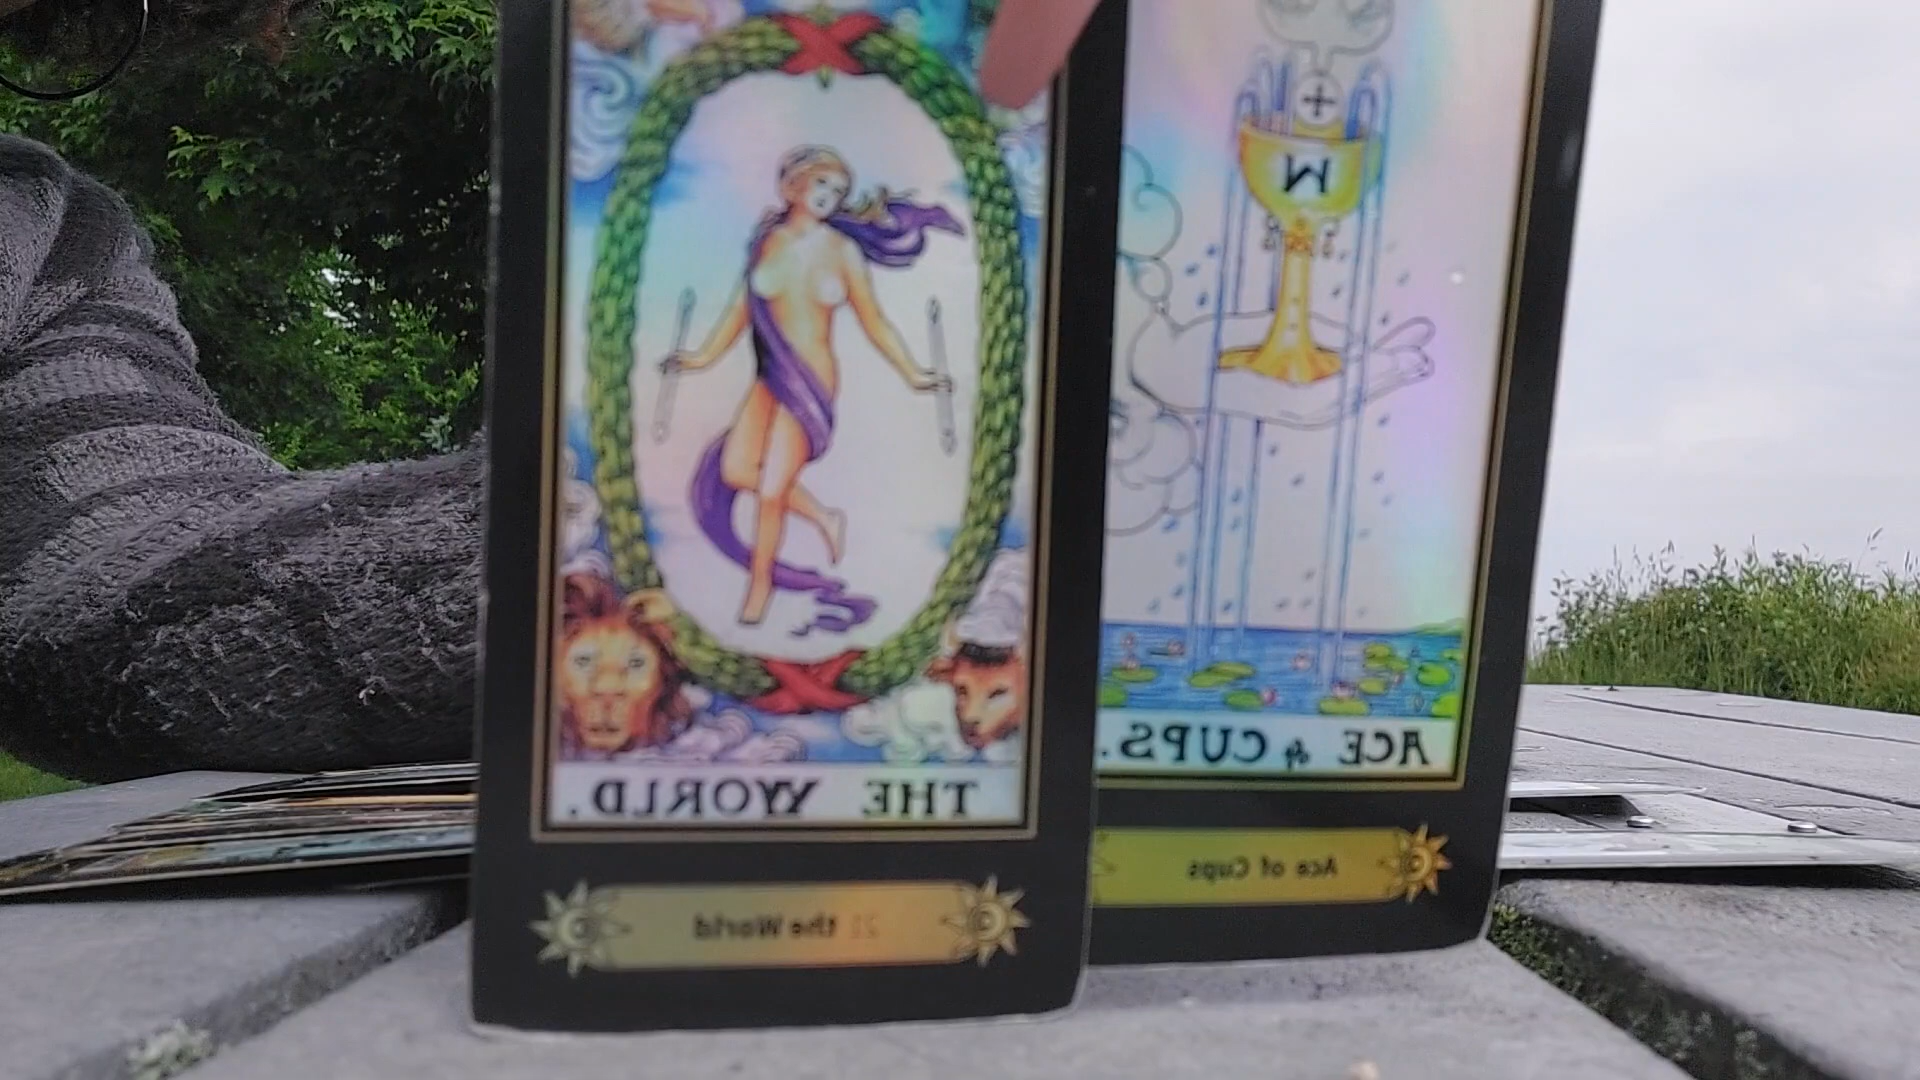 THE WORLD.
21 the World
W
ACE of CUPS.
Ace of Cups